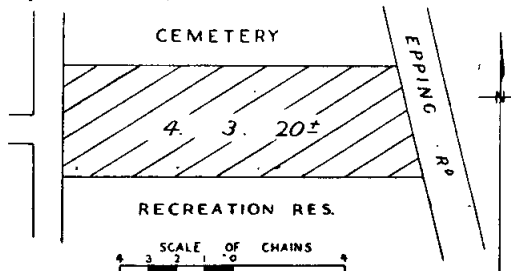 CEMETERY
EPPING Rᴰ
4. 3. 20±
RECREATION RES.
SCALE OF CHAINS
4 3 2 1 0 4
N